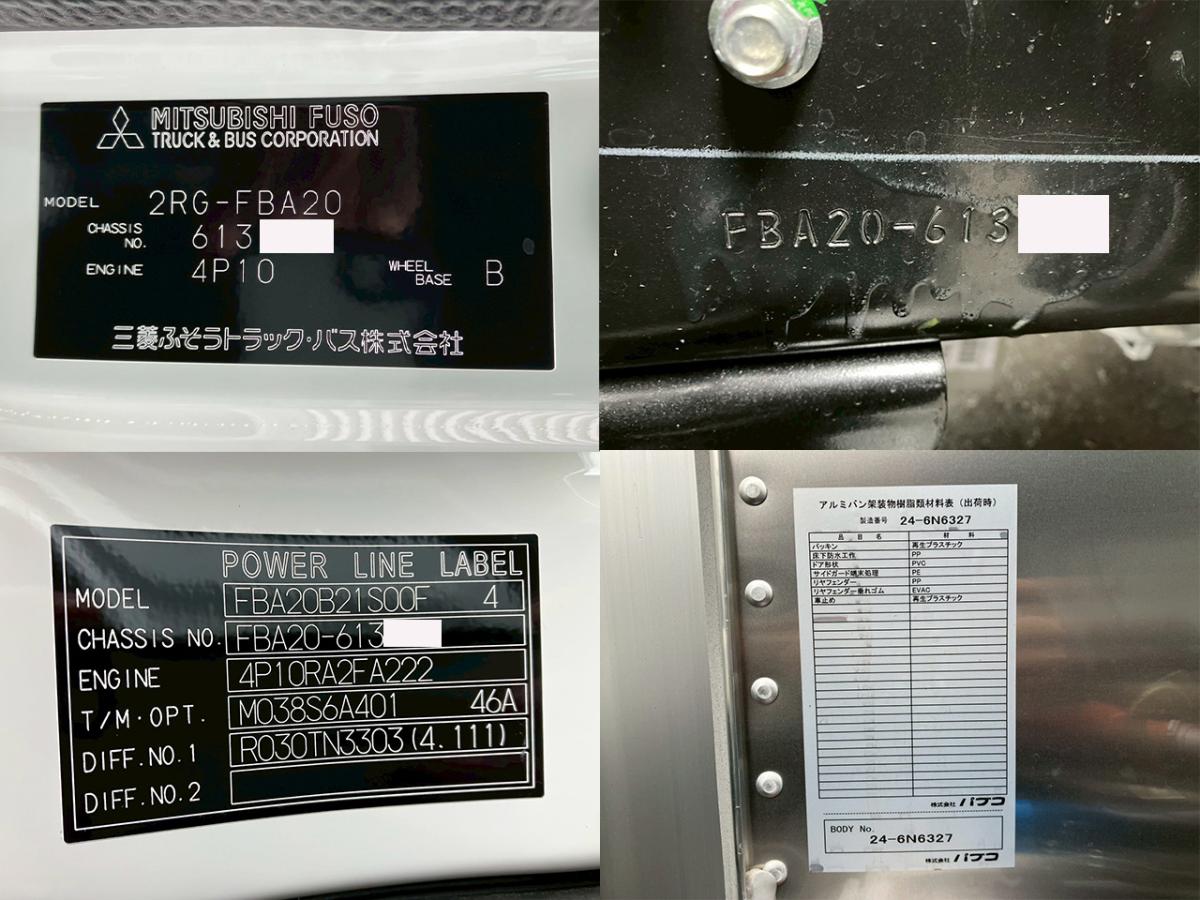 MITSUBISHI FUSO
TRUCK & BUS CORPORATION
MODEL 2RG-FBA20
CHASSIS NO. 613
ENGINE 4P10 WHEEL BASE B
三菱ふそうトラック・バス株式会社
FBA20-613
POWER LINE LABEL
MODEL FBA20B21S00F 4
CHASSIS NO. FBA20-613
ENGINE 4P10RA2FA222
T/M・OPT. M038S6A401 46A
DIFF.NO.1 R030TN3303(4.111)
DIFF.NO.2
アルミバン架装物樹脂類材料表(出荷時)
製造番号 24-6N6327
品目名 材料
パッキン 再生プラスチック
床下防水工作 PP
ドア形状 PVC
サイドガード端末処理 PE
リヤフェンダー PP
リヤフェンダー垂れゴム EVAC
車止め 再生プラスチック
株式会社 パブコ
BODY No.
24-6N6327
株式会社 パブコ